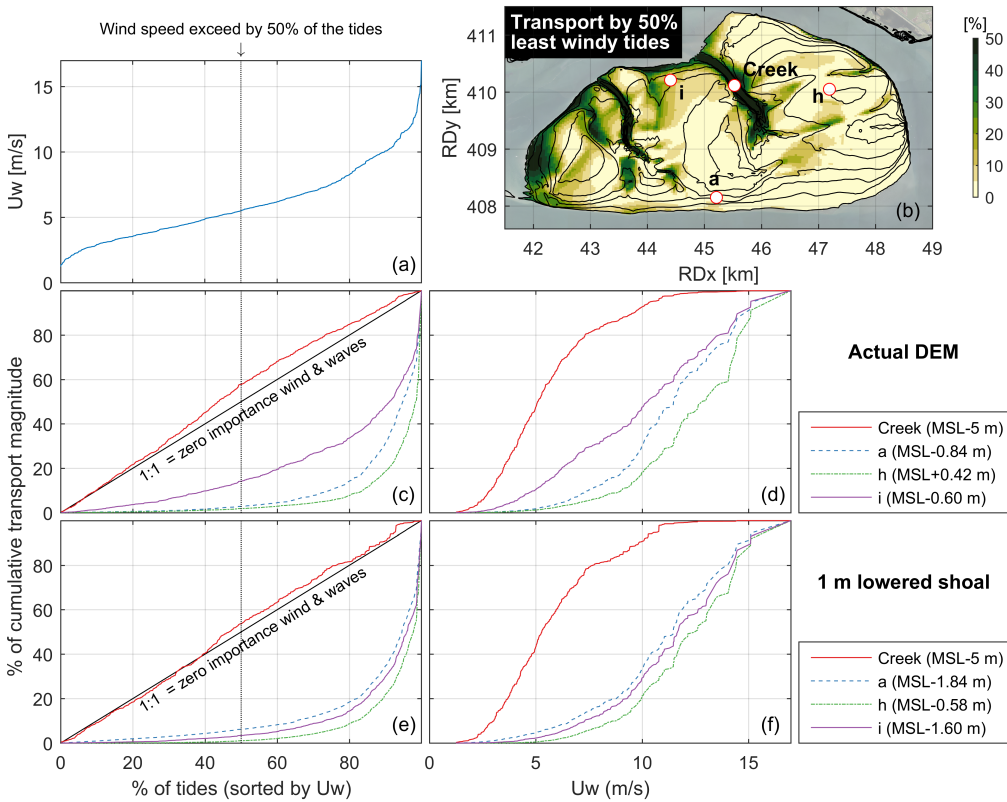 Wind speed exceed by 50% of the tides
↓
15
10
5
0
Uw [m/s]
(a)
Transport by 50%
least windy tides
411
410
409
408
RDy [km]
Creek
i
h
a
(b)
42
43
44
45
46
47
48
49
RDx [km]
[%]
50
40
30
20
10
0
% of cumulative transport magnitude
80
60
40
20
0
1:1 = zero importance wind & waves
(c)
(d)
Actual DEM
Creek (MSL-5 m)
a (MSL-0.84 m)
h (MSL+0.42 m)
i (MSL-0.60 m)
80
60
40
20
0
1:1 = zero importance wind & waves
(e)
0
20
40
60
80
% of tides (sorted by Uw)
(f)
0
5
10
15
Uw (m/s)
1 m lowered shoal
Creek (MSL-5 m)
a (MSL-1.84 m)
h (MSL-0.58 m)
i (MSL-1.60 m)